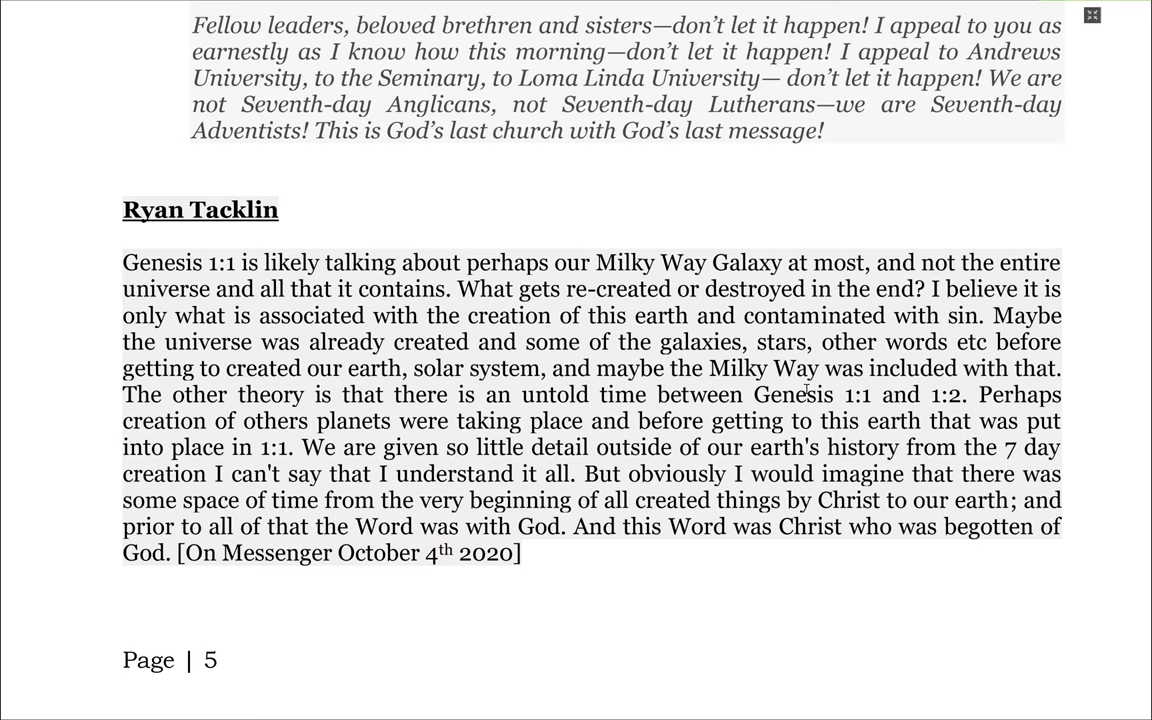 Fellow leaders, beloved brethren and sisters—don’t let it happen! I appeal to you as
earnestly as I know how this morning—don’t let it happen! I appeal to Andrews
University, to the Seminary, to Loma Linda University— don’t let it happen! We are
not Seventh-day Anglicans, not Seventh-day Lutherans—we are Seventh-day
Adventists! This is God’s last church with God’s last message!
Ryan Tacklin
Genesis 1:1 is likely talking about perhaps our Milky Way Galaxy at most, and not the entire
universe and all that it contains. What gets re-created or destroyed in the end? I believe it is
only what is associated with the creation of this earth and contaminated with sin. Maybe
the universe was already created and some of the galaxies, stars, other words etc before
getting to created our earth, solar system, and maybe the Milky Way was included with that.
The other theory is that there is an untold time between Genesis 1:1 and 1:2. Perhaps
creation of others planets were taking place and before getting to this earth that was put
into place in 1:1. We are given so little detail outside of our earth's history from the 7 day
creation I can't say that I understand it all. But obviously I would imagine that there was
some space of time from the very beginning of all created things by Christ to our earth; and
prior to all of that the Word was with God. And this Word was Christ who was begotten of
God. [On Messenger October 4th 2020]
Page | 5